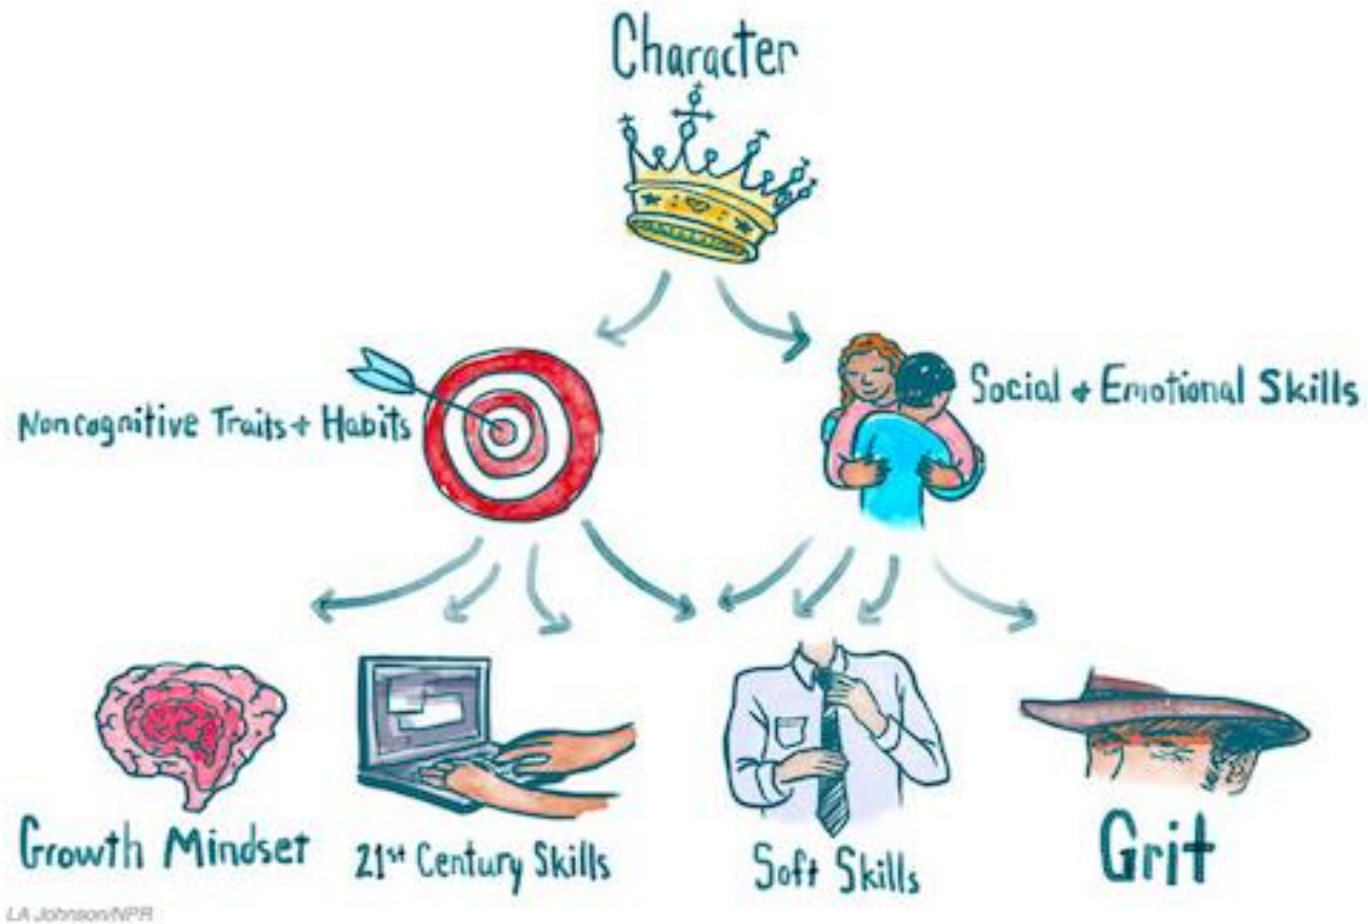 Character
Noncognitive Traits + Habits
Social + Emotional Skills
Growth Mindset
21st Century Skills
Soft Skills
Grit
LA Johnson/NPR